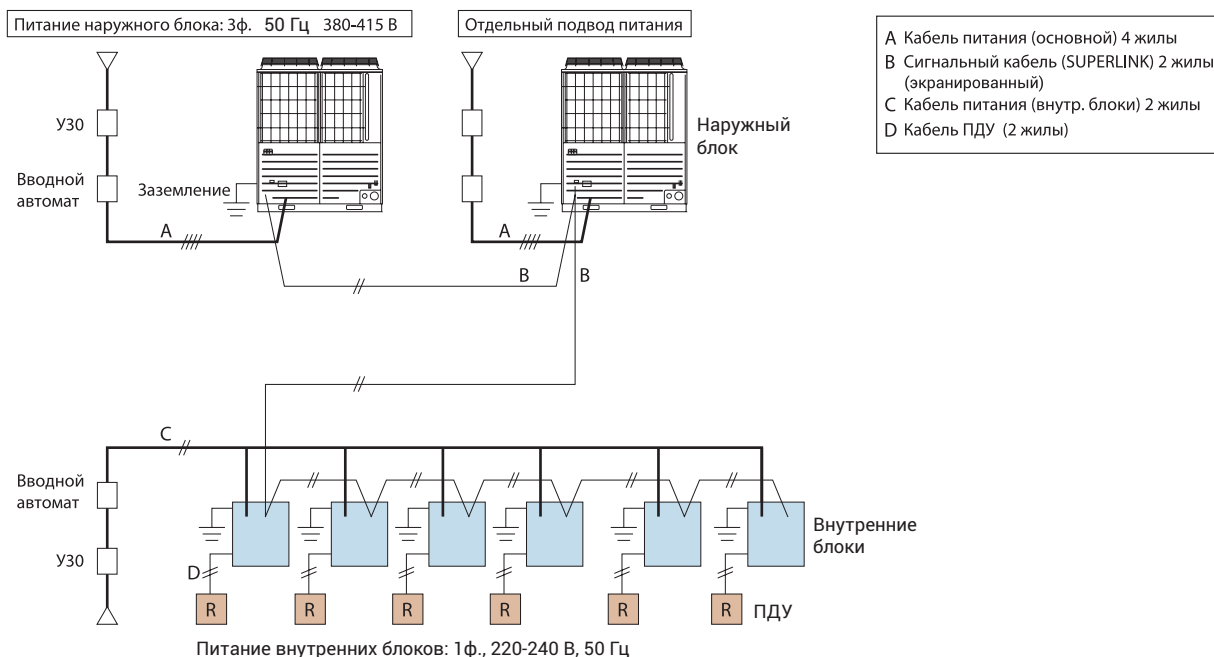 Питание наружного блока: 3ф. 50 Гц 380-415 В
Отдельный подвод питания
A Кабель питания (основной) 4 жилы
B Сигнальный кабель (SUPERLINK) 2 жилы
(экранированный)
C Кабель питания (внутр. блоки) 2 жилы
D Кабель ПДУ (2 жилы)
УЗО
Наружный
блок
Вводной
автомат
Заземление
A
A
B
B
C
Вводной
автомат
Внутренние
блоки
УЗО
D
R
R
R
R
R
R
ПДУ
Питание внутренних блоков: 1ф., 220-240 В, 50 Гц